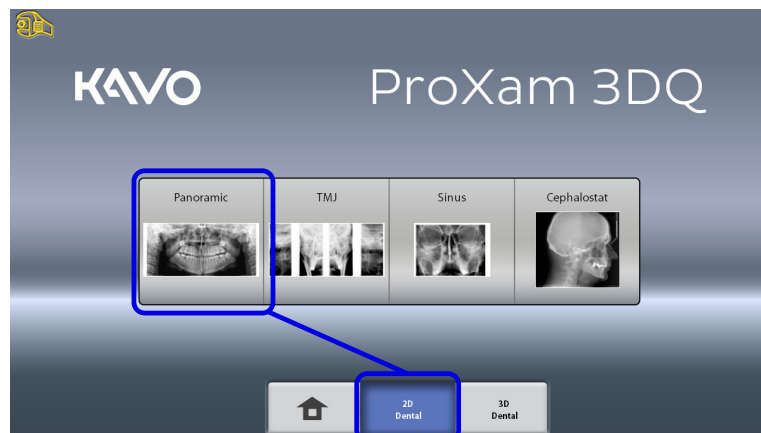 KAVO
ProXam 3DQ
Panoramic
TMJ
Sinus
Cephalostat
2D
Dental
3D
Dental